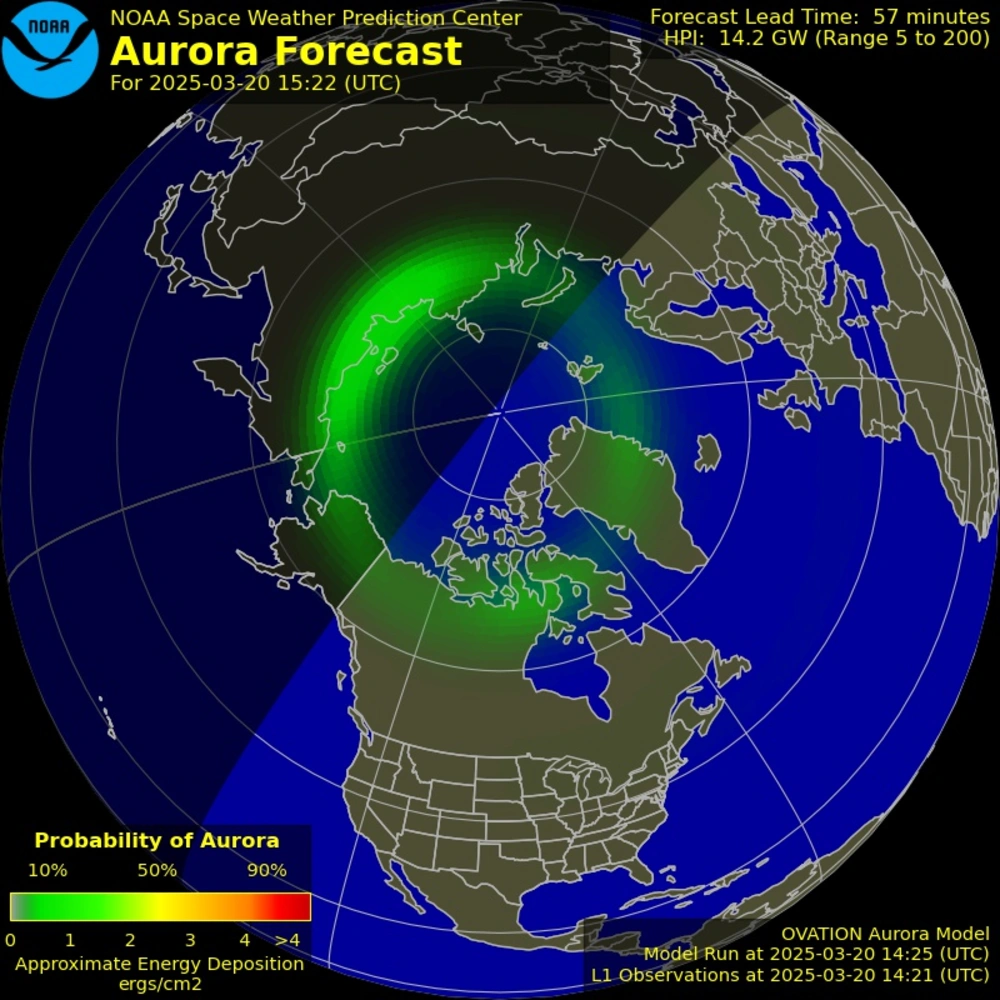 NOAA
NOAA Space Weather Prediction Center
Aurora Forecast
For 2025-03-20 15:22 (UTC)
Forecast Lead Time: 57 minutes
HPI: 14.2 GW (Range 5 to 200)
Probability of Aurora
10% 50% 90%
0 1 2 3 4 >4
Approximate Energy Deposition
ergs/cm2
OVATION Aurora Model
Model Run at 2025-03-20 14:25 (UTC)
L1 Observations at 2025-03-20 14:21 (UTC)